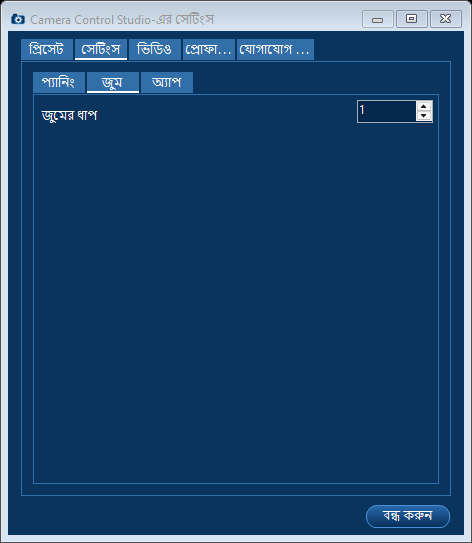 Camera Control Studio-এর সেটিংস
প্রিসেট সেটিংস ভিডিও প্রোফা... যোগাযোগ ...
প্যানিং জুম অ্যাপ
জুমের ধাপ 1
বন্ধ করুন